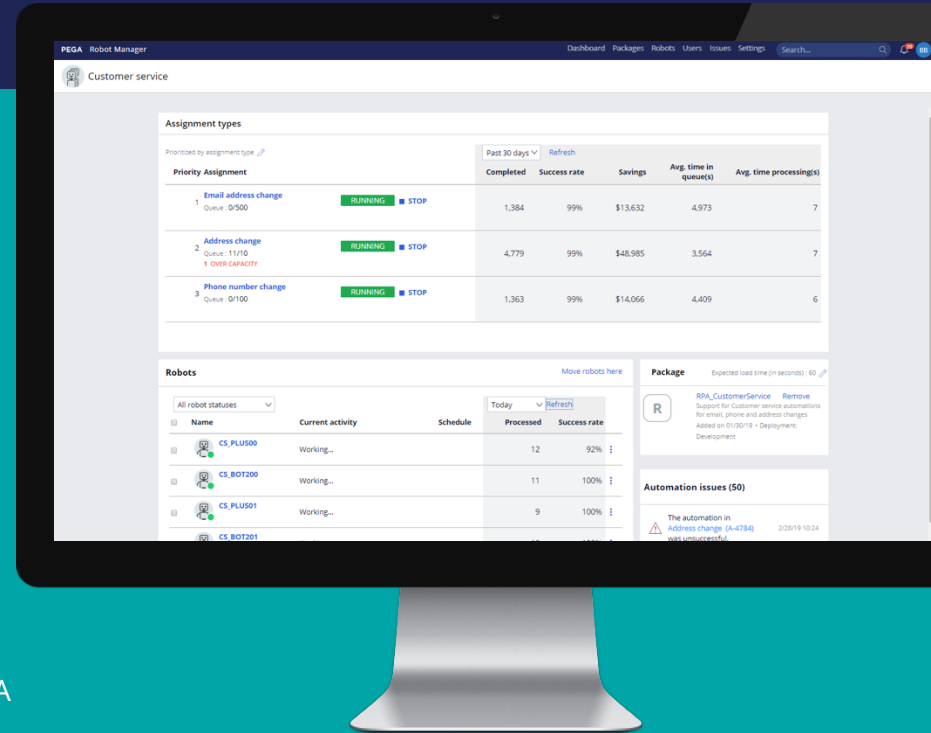 PEGA Robot Manager
Dashboard Packages Robots Users Issues Settings Search... BB
Customer service
Assignment types
Prioritized by assignment type
Past 30 days Refresh
Priority Assignment Completed Success rate Savings Avg. time in queue(s) Avg. time processing(s)
1 Email address change RUNNING STOP 1,384 99% $13,632 4,973 7
Queue : 0/500
2 Address change RUNNING STOP 4,779 99% $48,985 3,564 7
Queue : 11/10
1 OVER CAPACITY
3 Phone number change RUNNING STOP 1,363 99% $14,066 4,409 6
Queue : 0/100
Robots Move robots here
All robot statuses Today Refresh
Name Current activity Schedule Processed Success rate
CS_PLUS00 Working... 12 92%
CS_BOT200 Working... 11 100%
CS_PLUS01 Working... 9 100%
CS_BOT201
Package Expected load time (in seconds) : 60
R
RPA_CustomerService Remove
Support for Customer service automations
for email, phone and address changes
Added on 01/30/19 • Deployment:
Development
Automation issues (50)
The automation in
Address change (A-4784) 2/28/19 10:24
was unsuccessful.
A